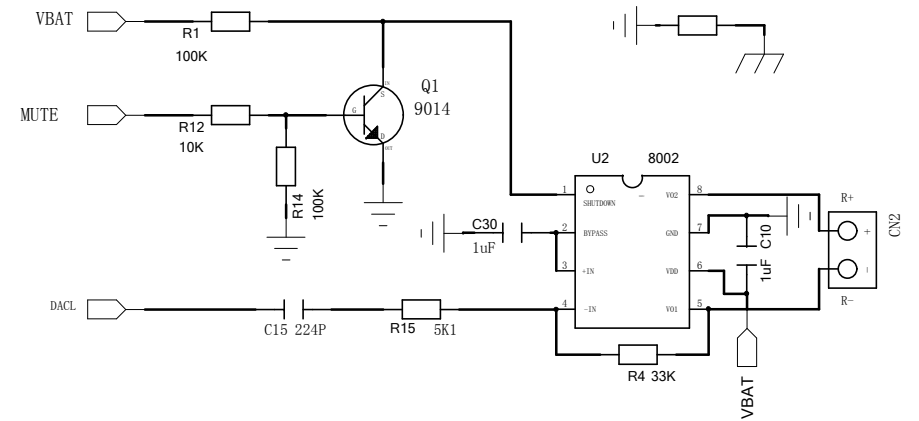 VBAT
R1
100K
IN
S
Q1
9014
G
D
OUT
MUTE
R12
10K
R14
100K
U2 8002
1 SHUTDOWN VO2 8
2 BYPASS GND 7
3 +IN VDD 6
4 -IN VO1 5
C30
1uF
C10
1uF
R+
+
CN2
R-
DACL
C15 224P
R15 5K1
R4 33K
VBAT